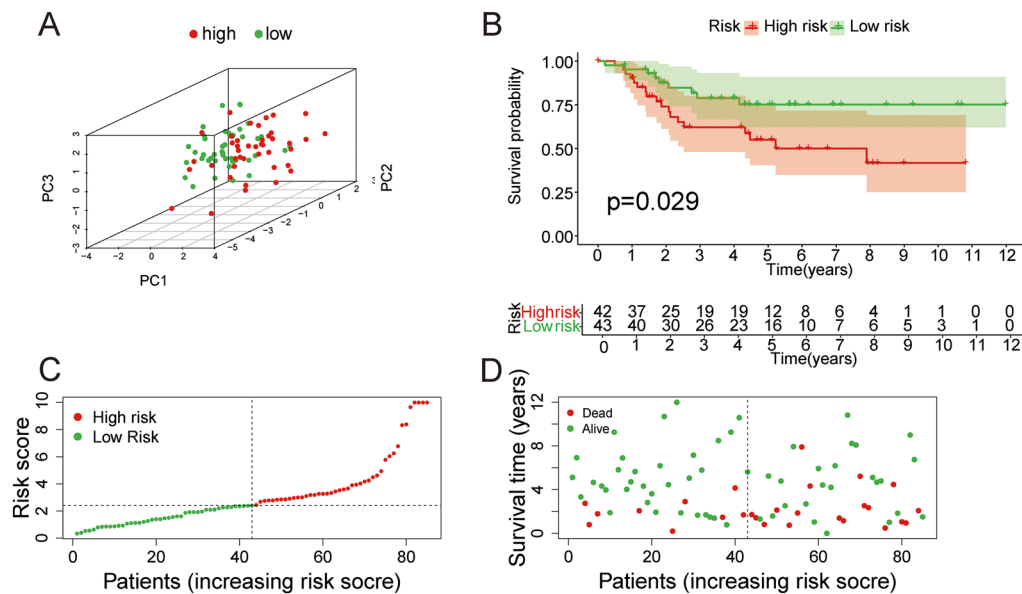 A
high low
PC3
3
2
1
0
−1
−2
−3
−4 −2 0 2 4
PC1
−5
−4
−3
−2
−1
0
1
2
PC2
B
Risk High risk Low risk
Survival probability
1.00
0.75
0.50
0.25
0.00
p=0.029
0 1 2 3 4 5 6 7 8 9 10 11 12
Time(years)
Risk
Highrisk 42 37 25 19 19 12 8 6 4 1 1 0 0
Lowrisk 43 40 30 26 23 16 10 7 6 5 3 1 0
0 1 2 3 4 5 6 7 8 9 10 11 12
Time(years)
C
Risk score
10
8
6
4
2
0
High risk
Low Risk
0 20 40 60 80
Patients (increasing risk socre)
D
Survival time (years)
12
8
4
0
Dead
Alive
0 20 40 60 80
Patients (increasing risk socre)